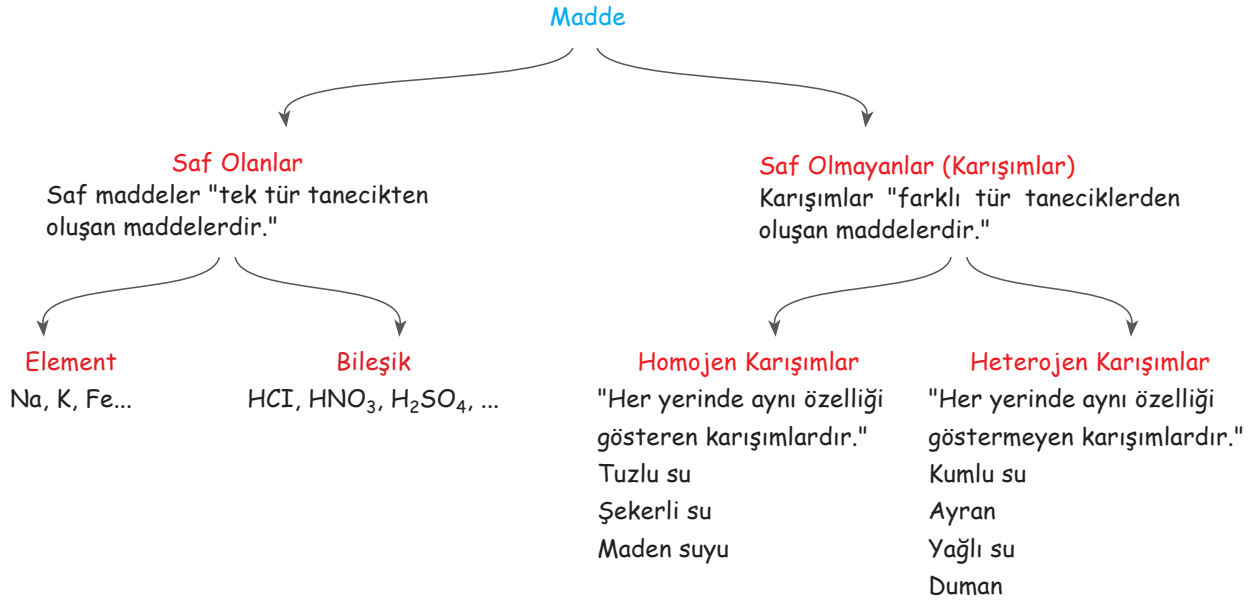 Madde
Saf Olanlar
Saf maddeler "tek tür tanecikten
oluşan maddelerdir."
Saf Olmayanlar (Karışımlar)
Karışımlar "farklı tür taneciklerden
oluşan maddelerdir."
Element
Na, K, Fe...
Bileşik
HCI, HNO₃, H₂SO₄, ...
Homojen Karışımlar
"Her yerinde aynı özelliği
gösteren karışımlardır."
Tuzlu su
Şekerli su
Maden suyu
Heterojen Karışımlar
"Her yerinde aynı özelliği
göstermeyen karışımlardır."
Kumlu su
Ayran
Yağlı su
Duman